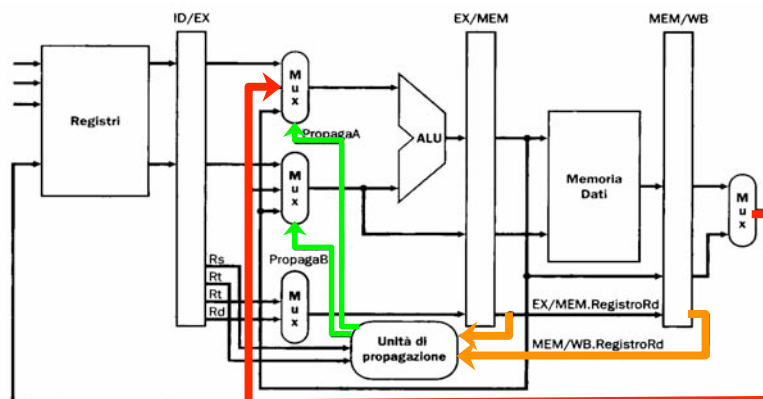 ID/EX
EX/MEM
MEM/WB
Registri
M
u
x
PropagaA
ALU
M
u
x
Memoria
Dati
M
u
x
PropagaB
Rs
Rt
Rt
Rd
M
u
x
EX/MEM.RegistroRd
Unità di
propagazione
MEM/WB.RegistroRd